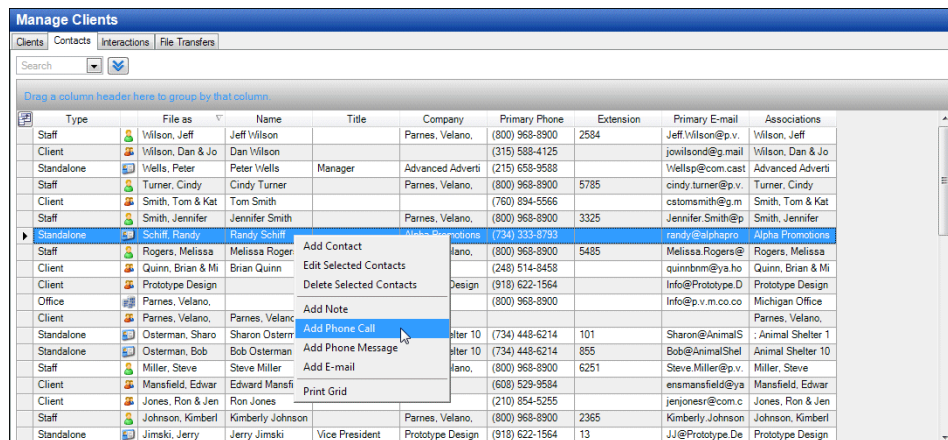 Manage Clients
Clients Contacts Interactions File Transfers
Search
Drag a column header here to group by that column.
Type File as Name Title Company Primary Phone Extension Primary E-mail Associations
Staff Wilson, Jeff Jeff Wilson Parnes, Velano, (800) 968-8900 2584 Jeff.Wilson@p.v. Wilson, Jeff
Client Wilson, Dan & Jo Dan Wilson (315) 588-4125 jowilsond@g.mail Wilson, Dan & Jo
Standalone Wells, Peter Peter Wells Manager Advanced Adverti (215) 658-9588 Wellsp@com.cast Advanced Adverti
Staff Turner, Cindy Cindy Turner Parnes, Velano, (800) 968-8900 5785 cindy.turner@p.v. Turner, Cindy
Client Smith, Tom & Kat Tom Smith (760) 894-5566 cstomsmith@g.m Smith, Tom & Kat
Staff Smith, Jennifer Jennifer Smith Parnes, Velano, (800) 968-8900 3325 Jennifer.Smith@p Smith, Jennifer
Standalone Schiff, Randy Randy Schiff Alpha Promotions (734) 333-8793 randy@alphapro Alpha Promotions
Staff Rogers, Melissa Melissa Roger elano, (800) 968-8900 5485 Melissa.Rogers@ Rogers, Melissa
Client Quinn, Brian & Mi Brian Quinn (248) 514-8458 quinnbnm@ya.ho Quinn, Brian & Mi
Client Prototype Design Design (918) 622-1564 Info@Prototype.D Prototype Design
Office Parnes, Velano, (800) 968-8900 Info@p.v.m.co.co Michigan Office
Client Parnes, Velano, Parnes, Velano Parnes, Velano,
Standalone Osterman, Sharo Sharon Osterm elter 10 (734) 448-6214 101 Sharon@AnimalS ; Animal Shelter 1
Standalone Osterman, Bob Bob Osterman elter 10 (734) 448-6214 855 Bob@AnimalShel Animal Shelter 10
Staff Miller, Steve Steve Miller elano, (800) 968-8900 6251 Steve.Miller@p.v. Miller, Steve
Client Mansfield, Edwar Edward Mansfi (608) 529-9584 ensmansfield@ya Mansfield, Edwar
Client Jones, Ron & Jen Ron Jones (210) 854-5255 jenjonesr@com.c Jones, Ron & Jen
Staff Johnson, Kimberl Kimberly Johnson Parnes, Velano, (800) 968-8900 2365 Kimberly.Johnson Johnson, Kimberl
Standalone Jimski, Jerry Jerry Jimski Vice President Prototype Design (918) 622-1564 13 JJ@Prototype.De Prototype Design
Add Contact
Edit Selected Contacts
Delete Selected Contacts
Add Note
Add Phone Call
Add Phone Message
Add E-mail
Print Grid